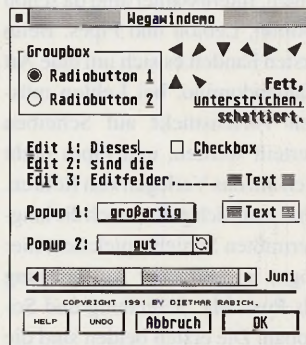 Wegawindemo
Groupbox
Radiobutton 1
Radiobutton 2
Fett,
unterstrichen,
schattiert.
Edit 1: Dieses
Checkbox
Edit 2: sind die
Edit 3: Editfelder.
Text
Popup 1: großartig
Text
Popup 2: gut
Juni
COPYRIGHT 1991 BY DIETMAR RABICH.
HELP UNDO Abbruch OK